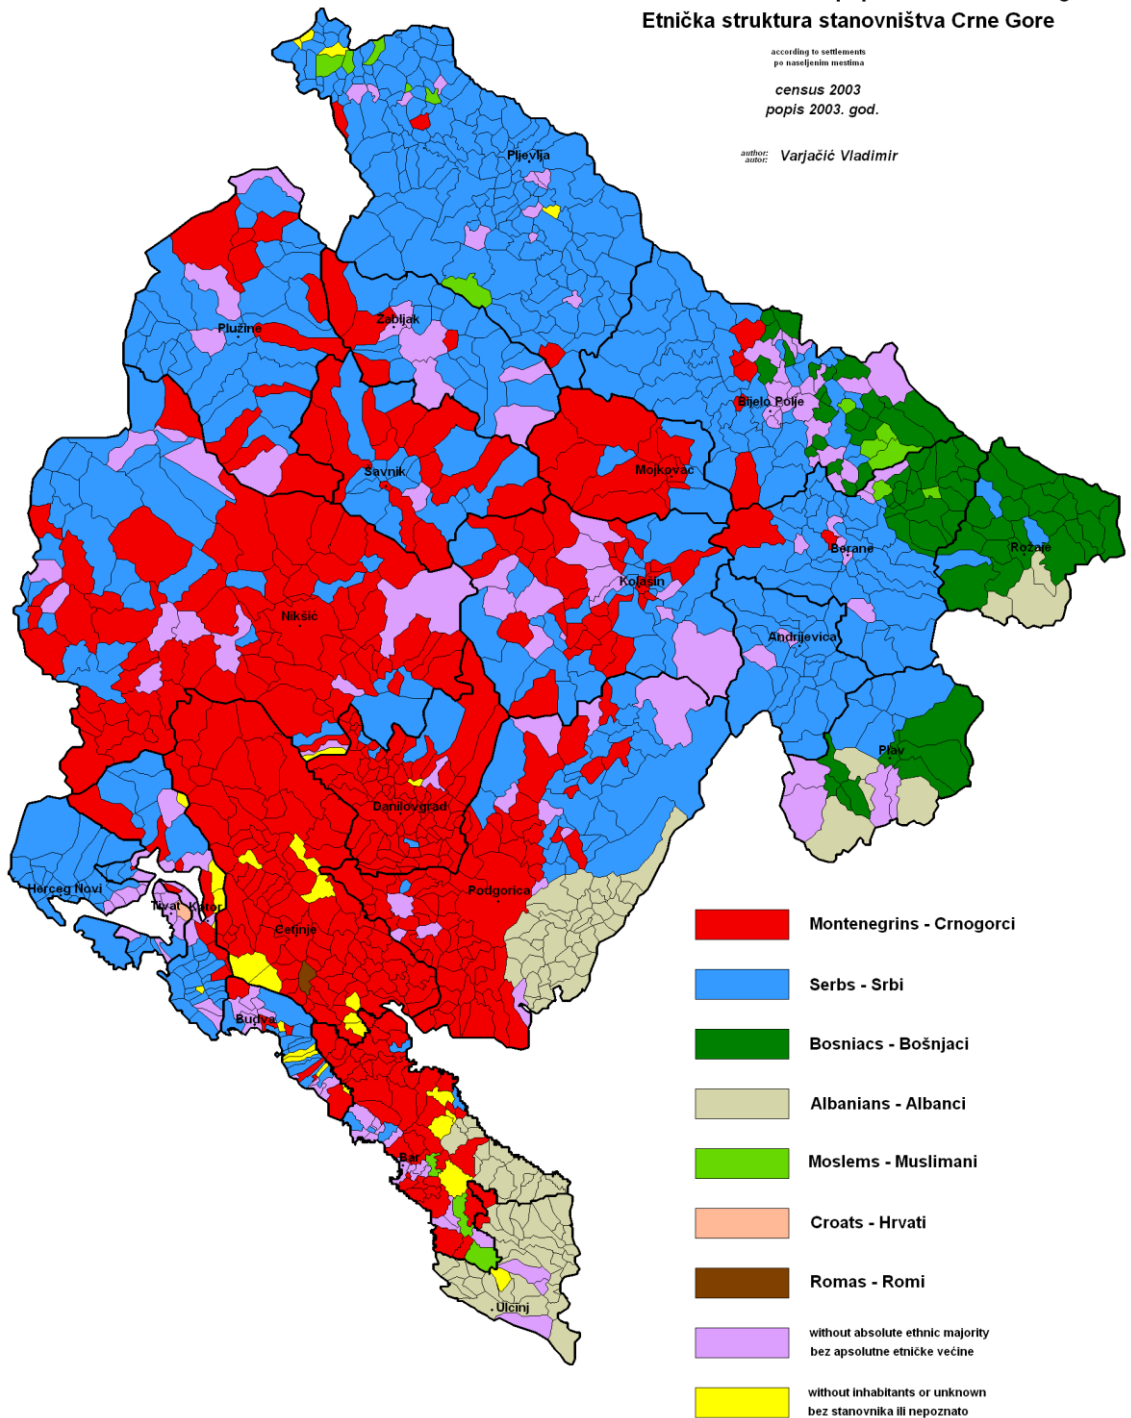 Etnička struktura stanovništva Crne Gore
according to settlements
po naseljenim mestima
census 2003
popis 2003. god.
author:
autor:
Varjačić Vladimir
Pljevlja
Plužine
Žabljak
Bijelo Polje
Šavnik
Mojkovac
Berane
Rožaje
Kolašin
Nikšić
Andrijevica
Plav
Danilovgrad
Herceg Novi
Tivat
Kotor
Podgorica
Cetinje
Budva
Bar
Ulcinj
Montenegrins - Crnogorci
Serbs - Srbi
Bosniacs - Bošnjaci
Albanians - Albanci
Moslems - Muslimani
Croats - Hrvati
Romas - Romi
without absolute ethnic majority
bez apsolutne etničke većine
without inhabitants or unknown
bez stanovnika ili nepoznato